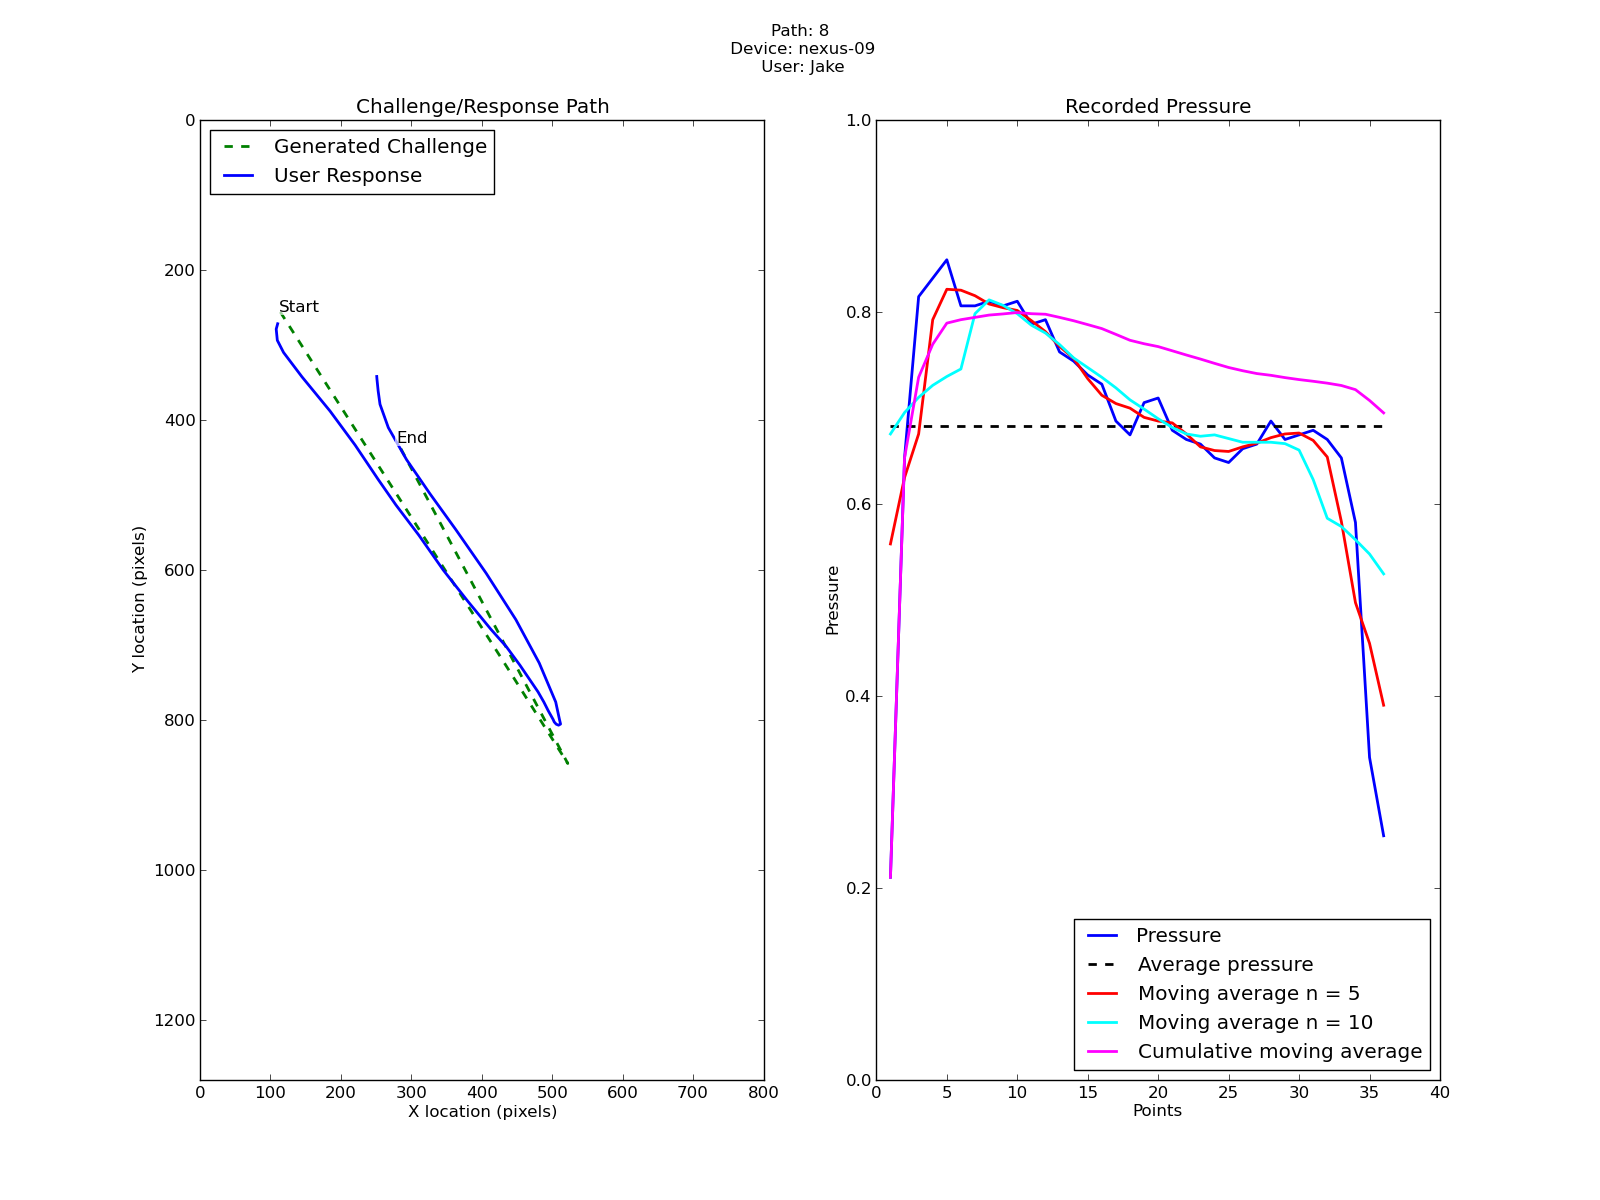 Path: 8
Device: nexus-09
User: Jake
Challenge/Response Path
0
200
400
600
800
1000
1200
Y location (pixels)
Generated Challenge
User Response
Start
End
0 100 200 300 400 500 600 700 800
X location (pixels)
Recorded Pressure
1.0
0.8
0.6
0.4
0.2
0.0
Pressure
Pressure
Average pressure
Moving average n = 5
Moving average n = 10
Cumulative moving average
0 5 10 15 20 25 30 35 40
Points